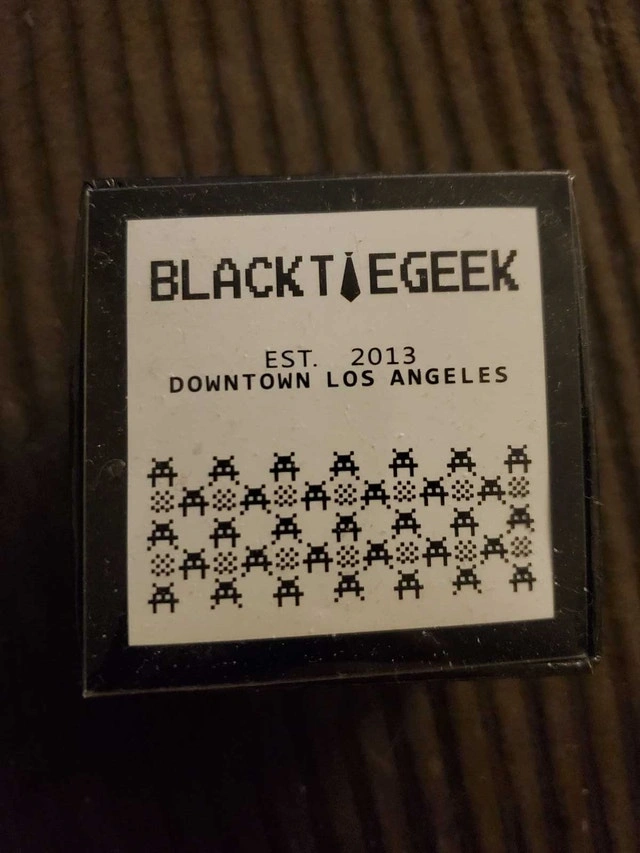 BLACKTIEGEEK
EST. 2013
DOWNTOWN LOS ANGELES